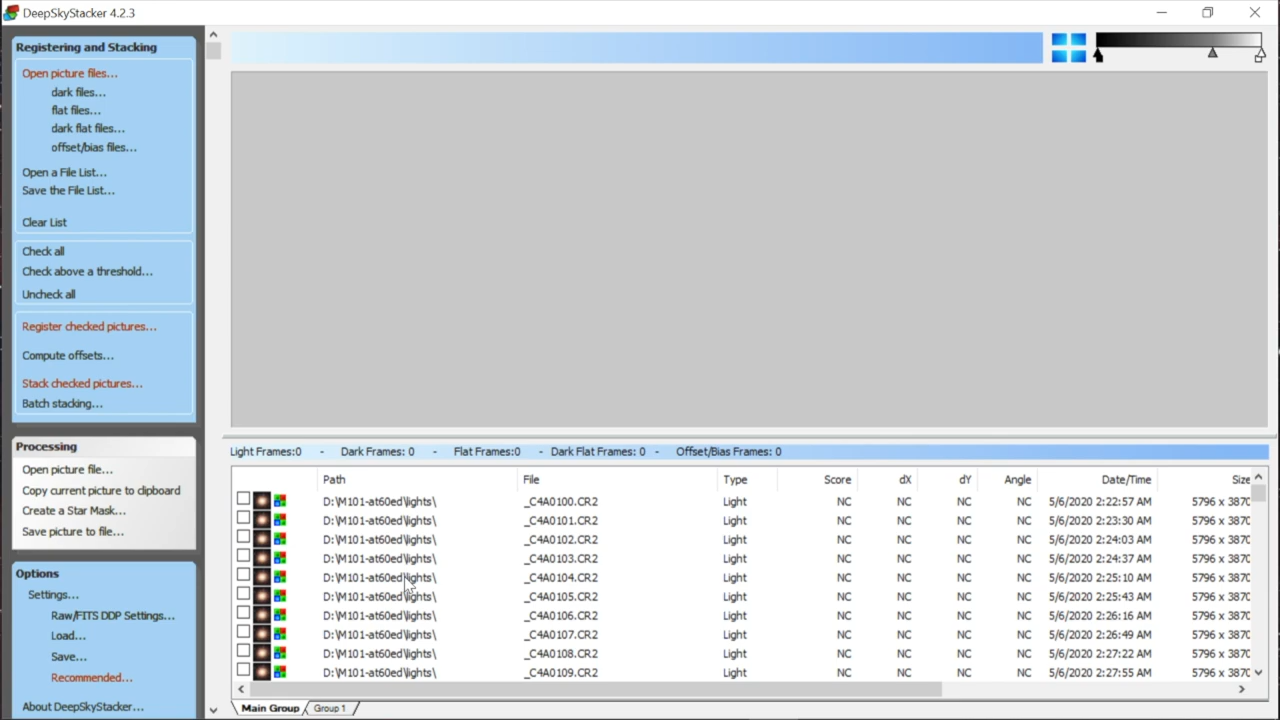 DeepSkyStacker 4.2.3
Registering and Stacking
Open picture files...
dark files...
flat files...
dark flat files...
offset/bias files...
Open a File List...
Save the File List...
Clear List
Check all
Check above a threshold...
Uncheck all
Register checked pictures...
Compute offsets...
Stack checked pictures...
Batch stacking...
Processing
Open picture file...
Copy current picture to clipboard
Create a Star Mask...
Save picture to file...
Options
Settings...
Raw/FITS DDP Settings...
Load...
Save...
Recommended...
About DeepSkyStacker...
Light Frames:0 - Dark Frames: 0 - Flat Frames:0 - Dark Flat Frames: 0 - Offset/Bias Frames: 0
Path File Type Score dX dY Angle Date/Time Size
D:\M101-at60ed\lights\ _C4A0100.CR2 Light NC NC NC NC 5/6/2020 2:22:57 AM 5796 x 3870
D:\M101-at60ed\lights\ _C4A0101.CR2 Light NC NC NC NC 5/6/2020 2:23:30 AM 5796 x 3870
D:\M101-at60ed\lights\ _C4A0102.CR2 Light NC NC NC NC 5/6/2020 2:24:03 AM 5796 x 3870
D:\M101-at60ed\lights\ _C4A0103.CR2 Light NC NC NC NC 5/6/2020 2:24:37 AM 5796 x 3870
D:\M101-at60ed\lights\ _C4A0104.CR2 Light NC NC NC NC 5/6/2020 2:25:10 AM 5796 x 3870
D:\M101-at60ed\lights\ _C4A0105.CR2 Light NC NC NC NC 5/6/2020 2:25:43 AM 5796 x 3870
D:\M101-at60ed\lights\ _C4A0106.CR2 Light NC NC NC NC 5/6/2020 2:26:16 AM 5796 x 3870
D:\M101-at60ed\lights\ _C4A0107.CR2 Light NC NC NC NC 5/6/2020 2:26:49 AM 5796 x 3870
D:\M101-at60ed\lights\ _C4A0108.CR2 Light NC NC NC NC 5/6/2020 2:27:22 AM 5796 x 3870
D:\M101-at60ed\lights\ _C4A0109.CR2 Light NC NC NC NC 5/6/2020 2:27:55 AM 5796 x 3870
Main Group Group 1